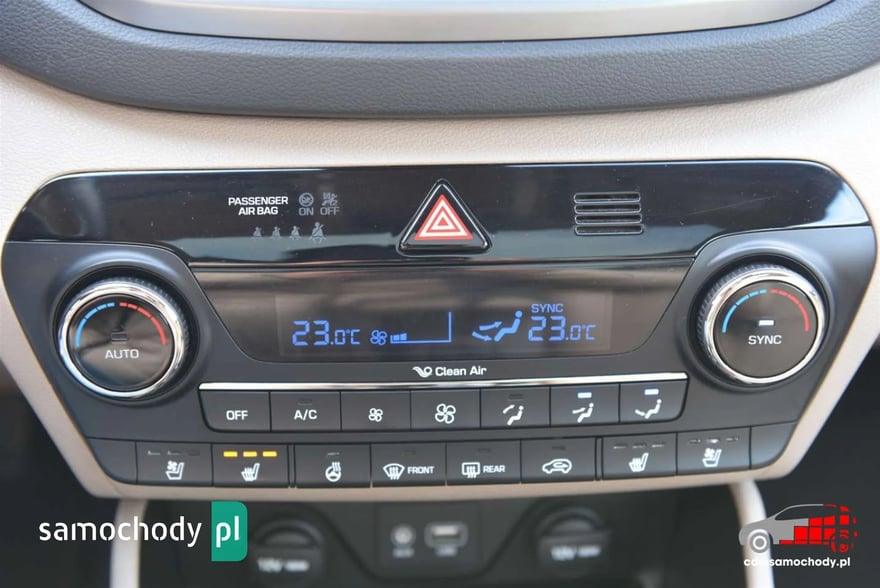 PASSENGER
AIR BAG
ON OFF
SYNC
23.0°C
23.0°C
Clean Air
AUTO
SYNC
OFF
A/C
FRONT
REAR
samochody pl
samochody.pl